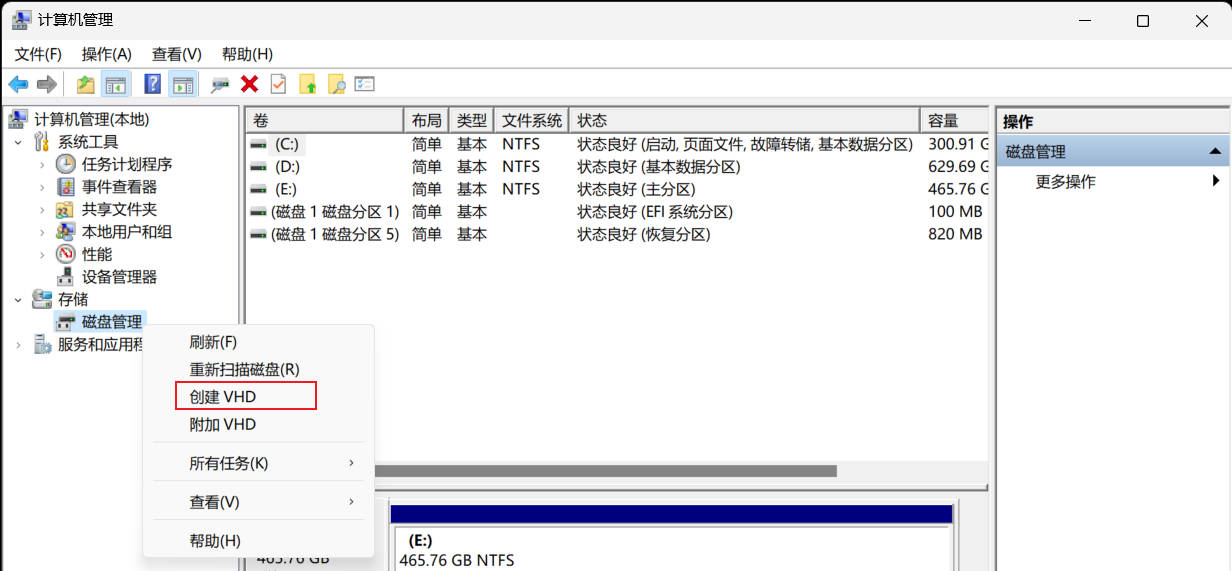 计算机管理
文件(F) 操作(A) 查看(V) 帮助(H)
计算机管理(本地)
系统工具
任务计划程序
事件查看器
共享文件夹
本地用户和组
性能
设备管理器
存储
磁盘管理
服务和应用程
刷新(F)
重新扫描磁盘(R)
创建 VHD
附加 VHD
所有任务(K)
查看(V)
帮助(H)
卷 布局 类型 文件系统 状态 容量
(C:) 简单 基本 NTFS 状态良好 (启动, 页面文件, 故障转储, 基本数据分区) 300.91 G
(D:) 简单 基本 NTFS 状态良好 (基本数据分区) 629.69 G
(E:) 简单 基本 NTFS 状态良好 (主分区) 465.76 G
(磁盘 1 磁盘分区 1) 简单 基本 状态良好 (EFI 系统分区) 100 MB
(磁盘 1 磁盘分区 5) 简单 基本 状态良好 (恢复分区) 820 MB
465.76 GB
(E:)
465.76 GB NTFS
操作
磁盘管理
更多操作